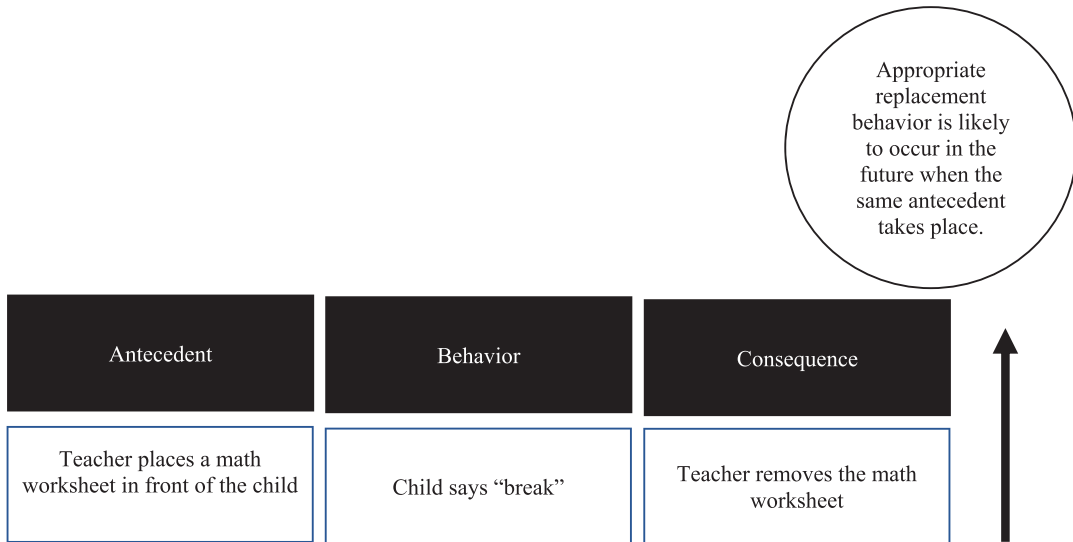 Appropriate
replacement
behavior is likely
to occur in the
future when the
same antecedent
takes place.
Antecedent
Behavior
Consequence
Teacher places a math
worksheet in front of the child
Child says “break”
Teacher removes the math
worksheet